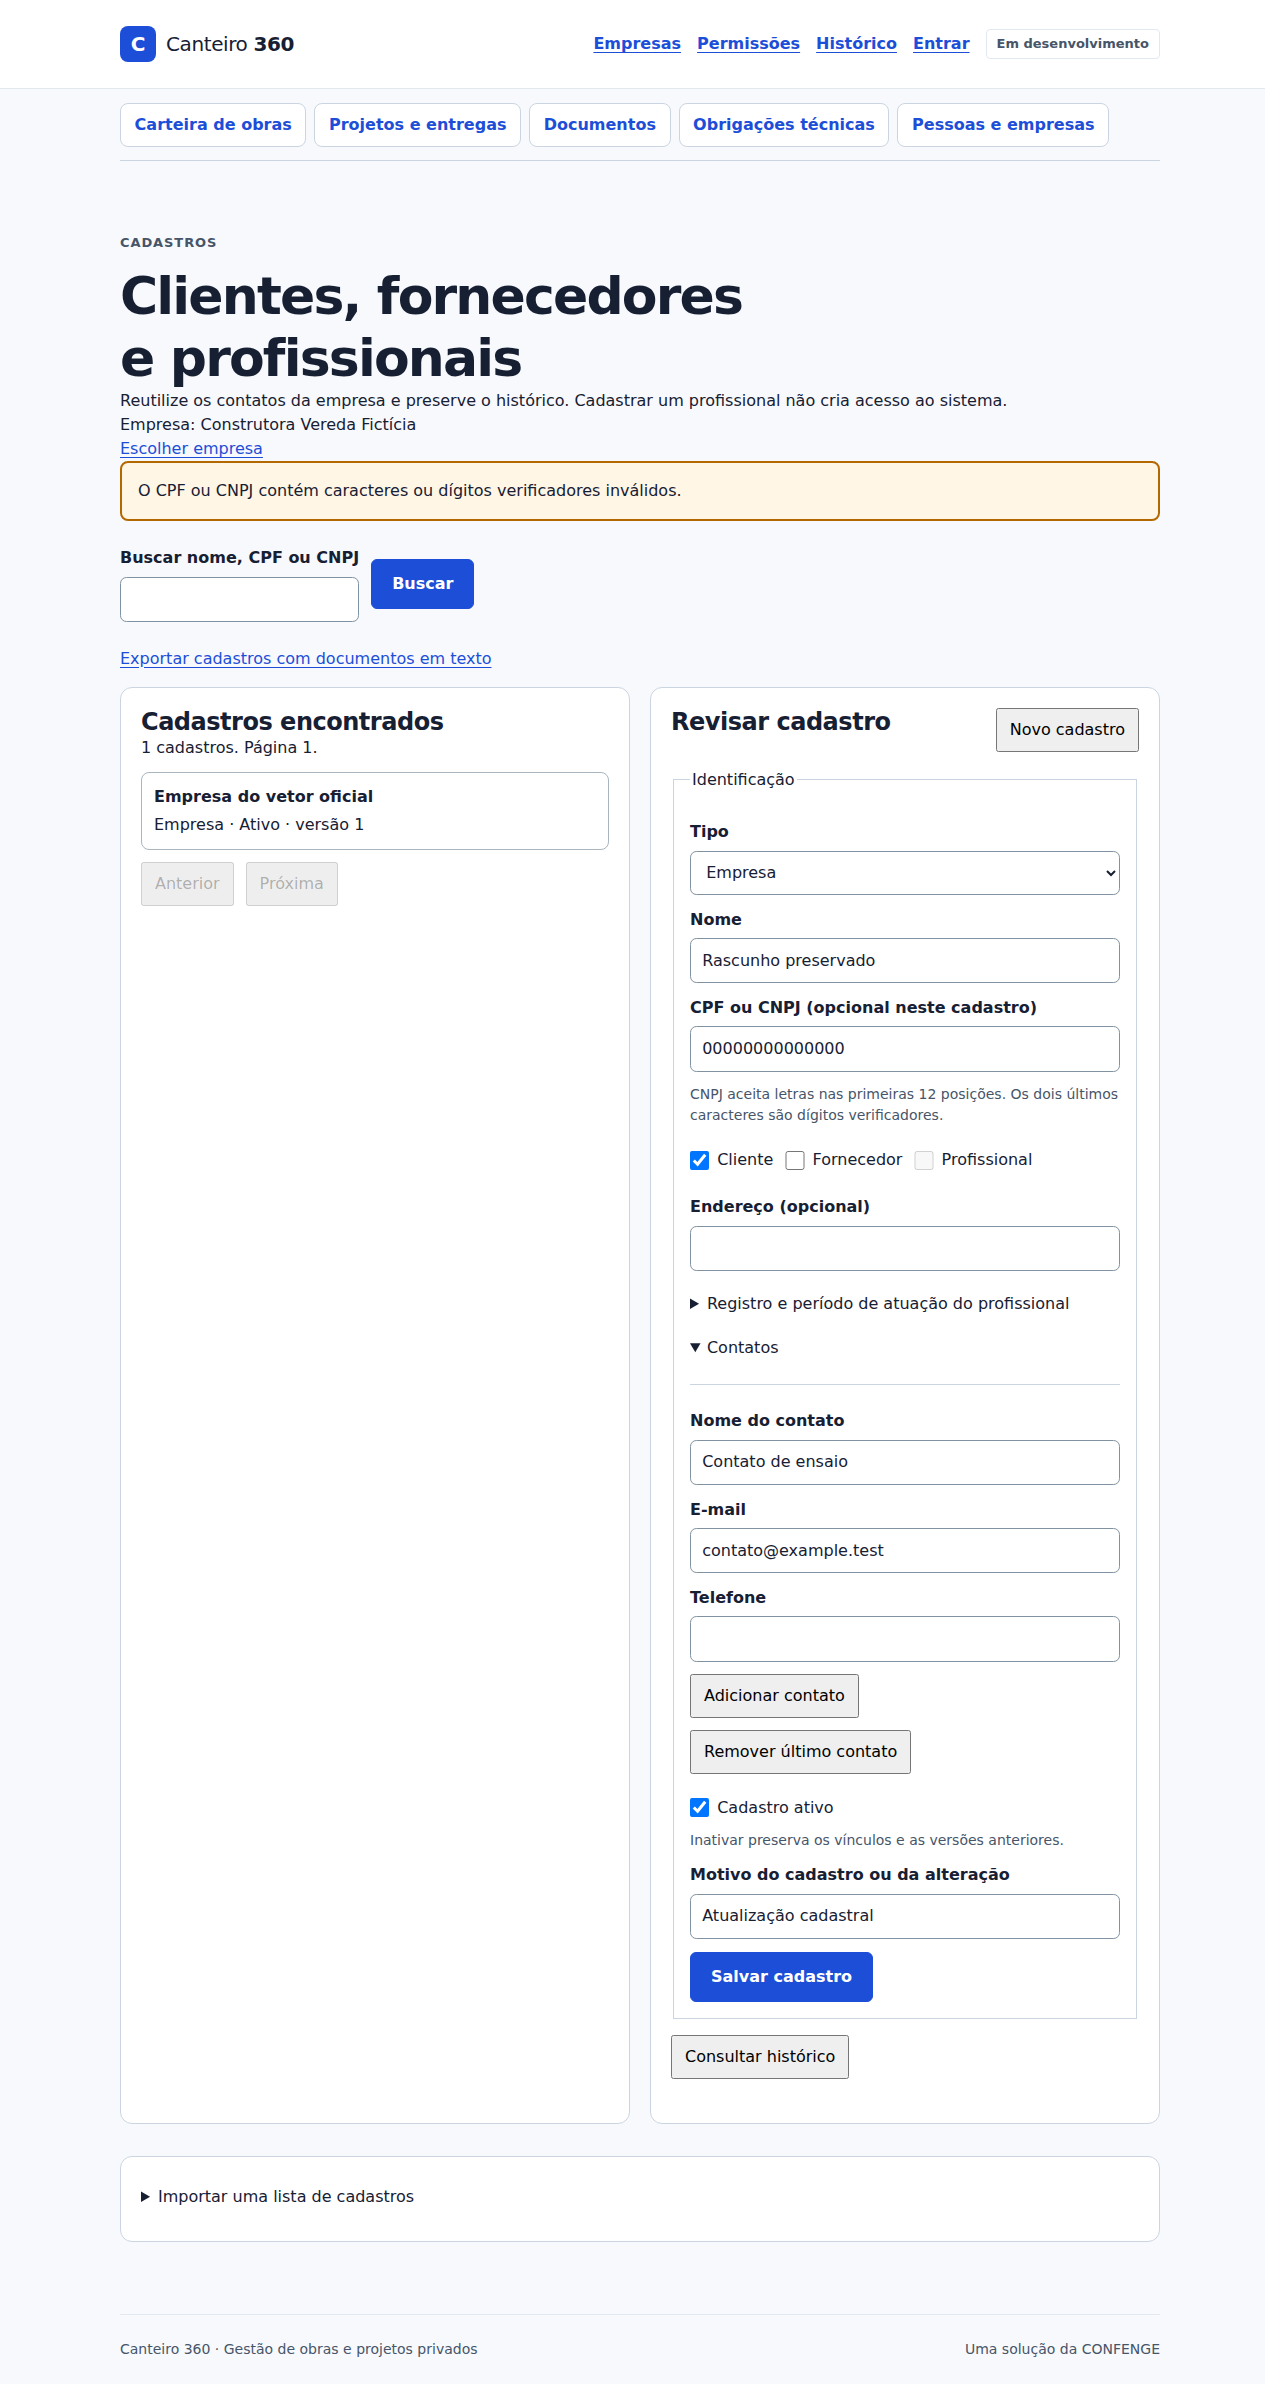 C Canteiro 360
Empresas Permissões Histórico Entrar Em desenvolvimento
Carteira de obras Projetos e entregas Documentos Obrigações técnicas Pessoas e empresas
CADASTROS
Clientes, fornecedores
e profissionais
Reutilize os contatos da empresa e preserve o histórico. Cadastrar um profissional não cria acesso ao sistema.
Empresa: Construtora Vereda Fictícia
Escolher empresa
O CPF ou CNPJ contém caracteres ou dígitos verificadores inválidos.
Buscar nome, CPF ou CNPJ
Buscar
Exportar cadastros com documentos em texto
Cadastros encontrados
1 cadastros. Página 1.
Empresa do vetor oficial
Empresa · Ativo · versão 1
Anterior Próxima
Revisar cadastro
Novo cadastro
Identificação
Tipo
Empresa
Nome
Rascunho preservado
CPF ou CNPJ (opcional neste cadastro)
00000000000000
CNPJ aceita letras nas primeiras 12 posições. Os dois últimos
caracteres são dígitos verificadores.
Cliente Fornecedor Profissional
Endereço (opcional)
Registro e período de atuação do profissional
Contatos
Nome do contato
Contato de ensaio
E-mail
contato@example.test
Telefone
Adicionar contato
Remover último contato
Cadastro ativo
Inativar preserva os vínculos e as versões anteriores.
Motivo do cadastro ou da alteração
Atualização cadastral
Salvar cadastro
Consultar histórico
Importar uma lista de cadastros
Canteiro 360 · Gestão de obras e projetos privados
Uma solução da CONFENGE